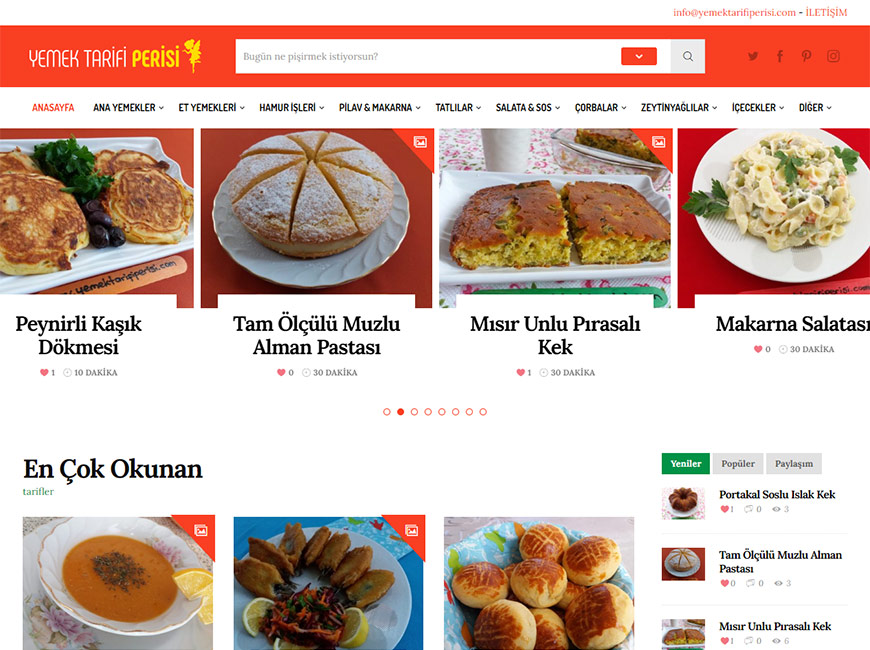 info@yemektarifiperisi.com - İLETİŞİM
YEMEK TARİFİ PERİSİ
Bugün ne pişirmek istiyorsun?
ANASAYFA ANA YEMEKLER ET YEMEKLERİ HAMUR İŞLERİ PİLAV & MAKARNA TATLILAR SALATA & SOS ÇORBALAR ZEYTİNYAĞLILAR İÇECEKLER DİĞER
www.yemektarifiperisi.com
Peynirli Kaşık
Dökmesi
1 10 DAKİKA
Tam Ölçülü Muzlu
Alman Pastası
0 30 DAKİKA
Mısır Unlu Pırasalı
Kek
1 30 DAKİKA
Makarna Salatası
0 30 DAKİKA
En Çok Okunan
tarifler
Yeniler Popüler Paylaşım
Portakal Soslu Islak Kek
1 0 3
Tam Ölçülü Muzlu Alman
Pastası
0 0 3
Mısır Unlu Pırasalı Kek
1 0 6